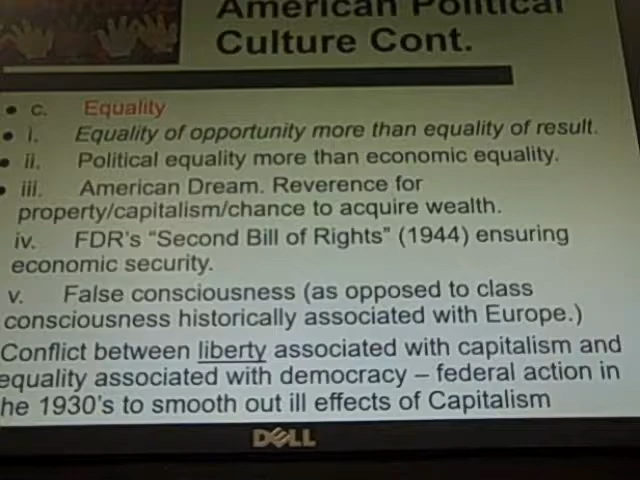 American Political
Culture Cont.
• c. Equality
• i. Equality of opportunity more than equality of result.
• ii. Political equality more than economic equality.
• iii. American Dream. Reverence for
property/capitalism/chance to acquire wealth.
iv. FDR's "Second Bill of Rights" (1944) ensuring
economic security.
v. False consciousness (as opposed to class
consciousness historically associated with Europe.)
Conflict between liberty associated with capitalism and
equality associated with democracy – federal action in
he 1930's to smooth out ill effects of Capitalism
DELL